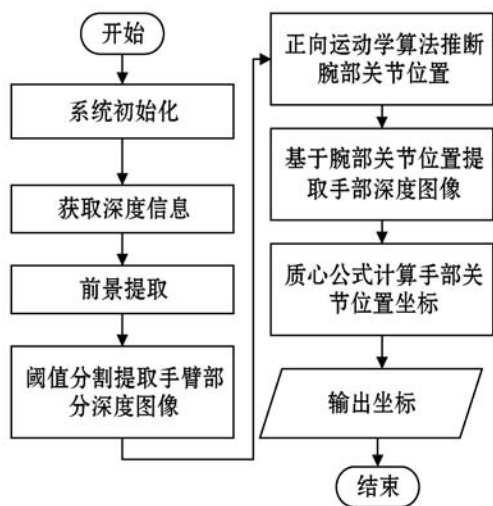 开始
系统初始化
获取深度信息
前景提取
阈值分割提取手臂部
分深度图像
正向运动学算法推断
腕部关节位置
基于腕部关节位置提
取手部深度图像
质心公式计算手部关
节位置坐标
输出坐标
结束